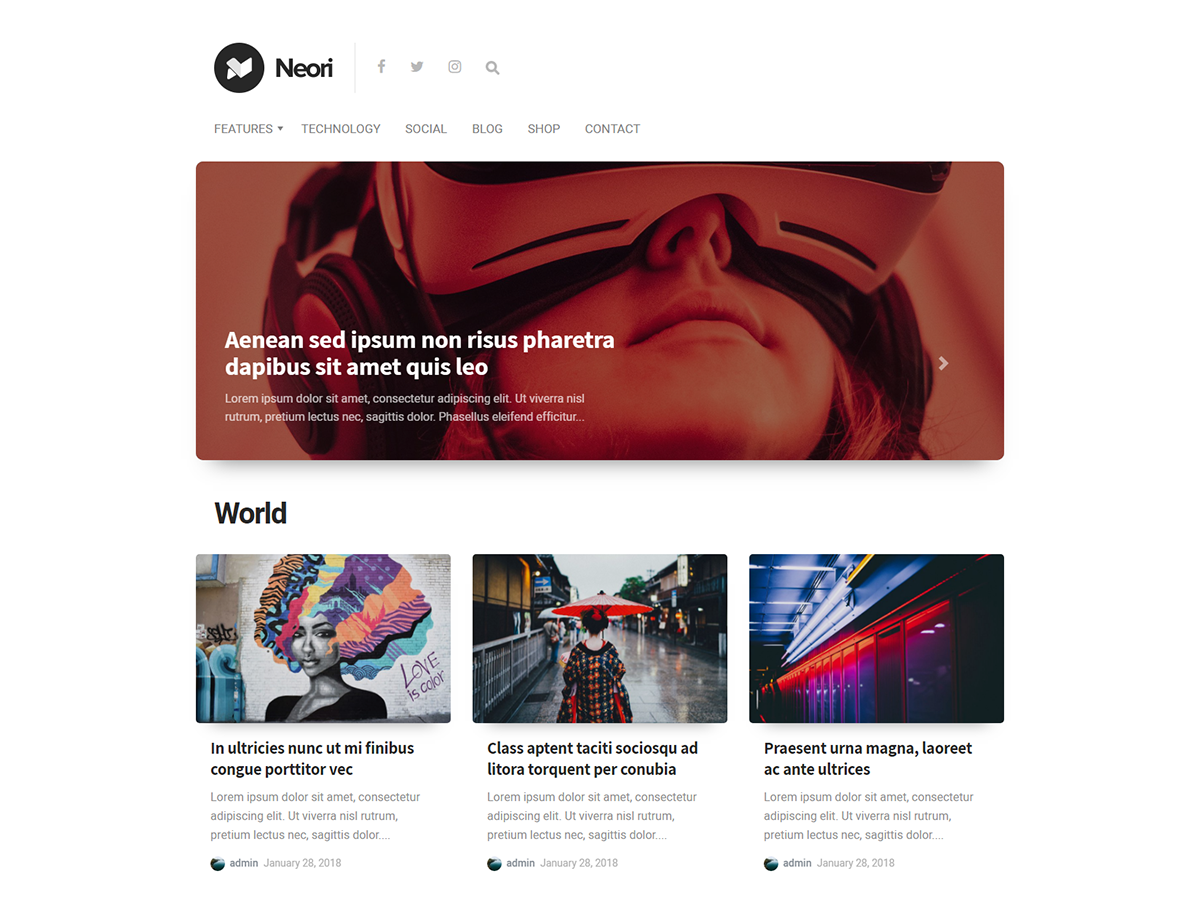 Neori
FEATURES TECHNOLOGY SOCIAL BLOG SHOP CONTACT
Aenean sed ipsum non risus pharetra
dapibus sit amet quis leo
Lorem ipsum dolor sit amet, consectetur adipiscing elit. Ut viverra nisl
rutrum, pretium lectus nec, sagittis dolor. Phasellus eleifend efficitur...
World
LOVE
is color
In ultricies nunc ut mi finibus
congue porttitor vec
Lorem ipsum dolor sit amet, consectetur
adipiscing elit. Ut viverra nisl rutrum,
pretium lectus nec, sagittis dolor....
admin January 28, 2018
Class aptent taciti sociosqu ad
litora torquent per conubia
Lorem ipsum dolor sit amet, consectetur
adipiscing elit. Ut viverra nisl rutrum,
pretium lectus nec, sagittis dolor....
admin January 28, 2018
Praesent urna magna, laoreet
ac ante ultrices
Lorem ipsum dolor sit amet, consectetur
adipiscing elit. Ut viverra nisl rutrum,
pretium lectus nec, sagittis dolor....
admin January 28, 2018